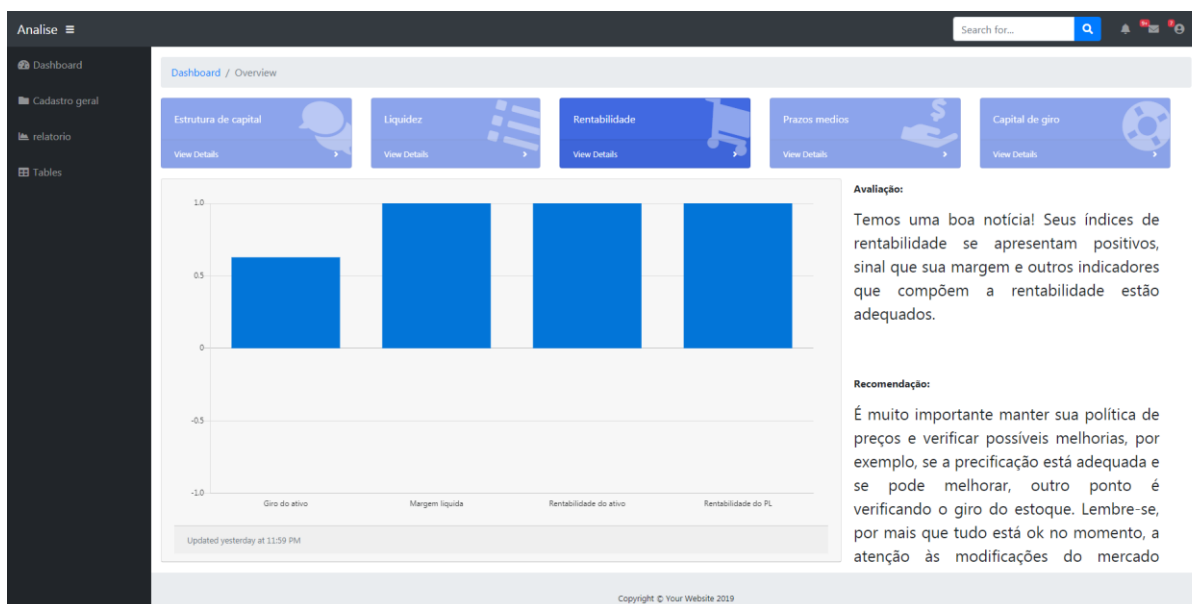 Analise
Search for...
9+
7
Dashboard
Cadastro geral
relatorio
Tables
Dashboard / Overview
Estrutura de capital
View Details
Liquidez
View Details
Rentabilidade
View Details
Prazos medios
View Details
Capital de giro
View Details
1.0
0.5
0
-0.5
-1.0
Giro do ativo
Margem liquida
Rentabilidade do ativo
Rentabilidade do PL
Updated yesterday at 11:59 PM
Avaliação:
Temos uma boa notícia! Seus índices de
rentabilidade se apresentam positivos,
sinal que sua margem e outros indicadores
que compõem a rentabilidade estão
adequados.
Recomendação:
É muito importante manter sua política de
preços e verificar possíveis melhorias, por
exemplo, se a precificação está adequada e
se pode melhorar, outro ponto é
verificando o giro do estoque. Lembre-se,
por mais que tudo está ok no momento, a
atenção às modificações do mercado
Copyright © Your Website 2019